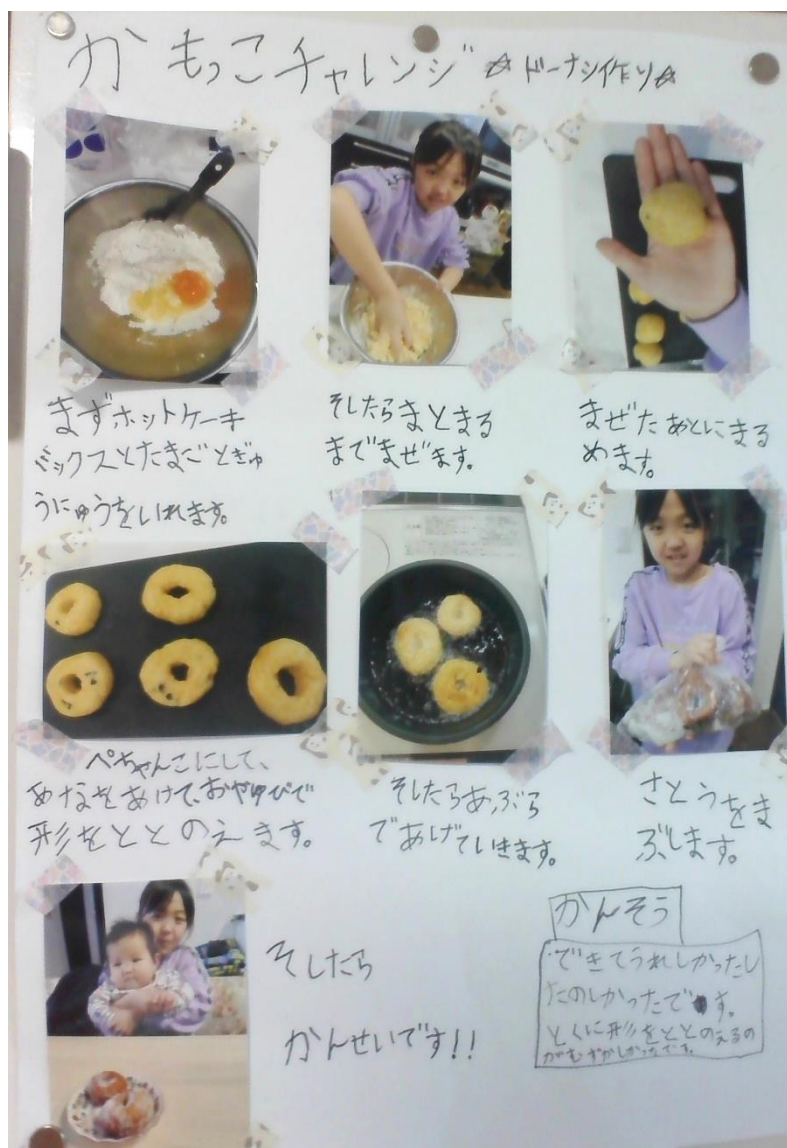 かもっこチャレンジ ☆ドーナツ作り☆
まずホットケーキ
ミックスとたまごとぎゅ
うにゅうをいれます。
そしたらまとまる
までまぜます。
まぜたあとにまる
めます。
ぺちゃんこにして、
あなをあけて、おやゆびで
形をととのえます。
そしたらあぶら
であげていきます。
さとうをま
ぶします。
そしたら
かんせいです!!
かんそう
・できてうれしかったし
たのしかったです。
とくに形をととのえるの
がむずかしかったです。